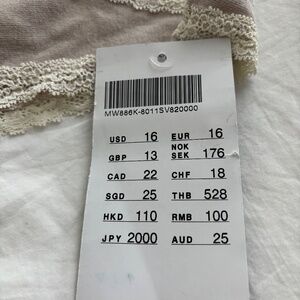 MW886K-8011SV820000
USD 16 EUR 16
NOK
GBP 13 SEK 176
CAD 22 CHF 18
SGD 25 THB 528
HKD 110 RMB 100
JPY 2000 AUD 25